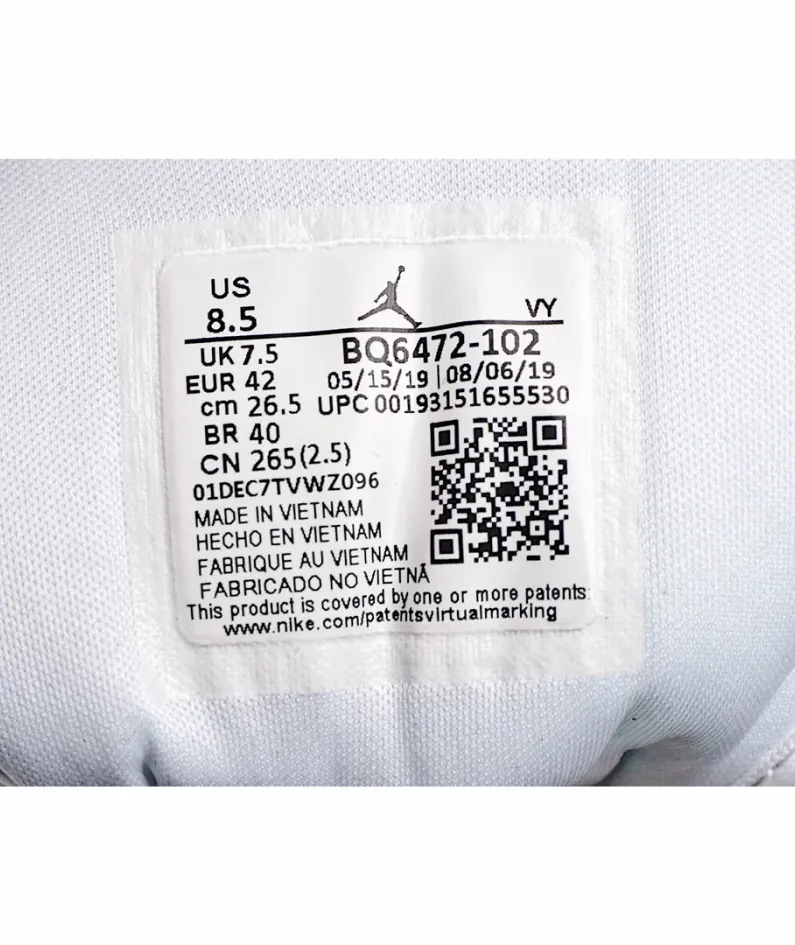 US
8.5
VY
UK 7.5
BQ6472-102
EUR 42
05/15/19 | 08/06/19
cm 26.5
UPC 00193151655530
BR 40
CN 265(2.5)
01DEC7TVWZ096
MADE IN VIETNAM
HECHO EN VIETNAM
FABRIQUE AU VIETNAM
FABRICADO NO VIETNÃ
This product is covered by one or more patents:
www.nike.com/patentsvirtualmarking